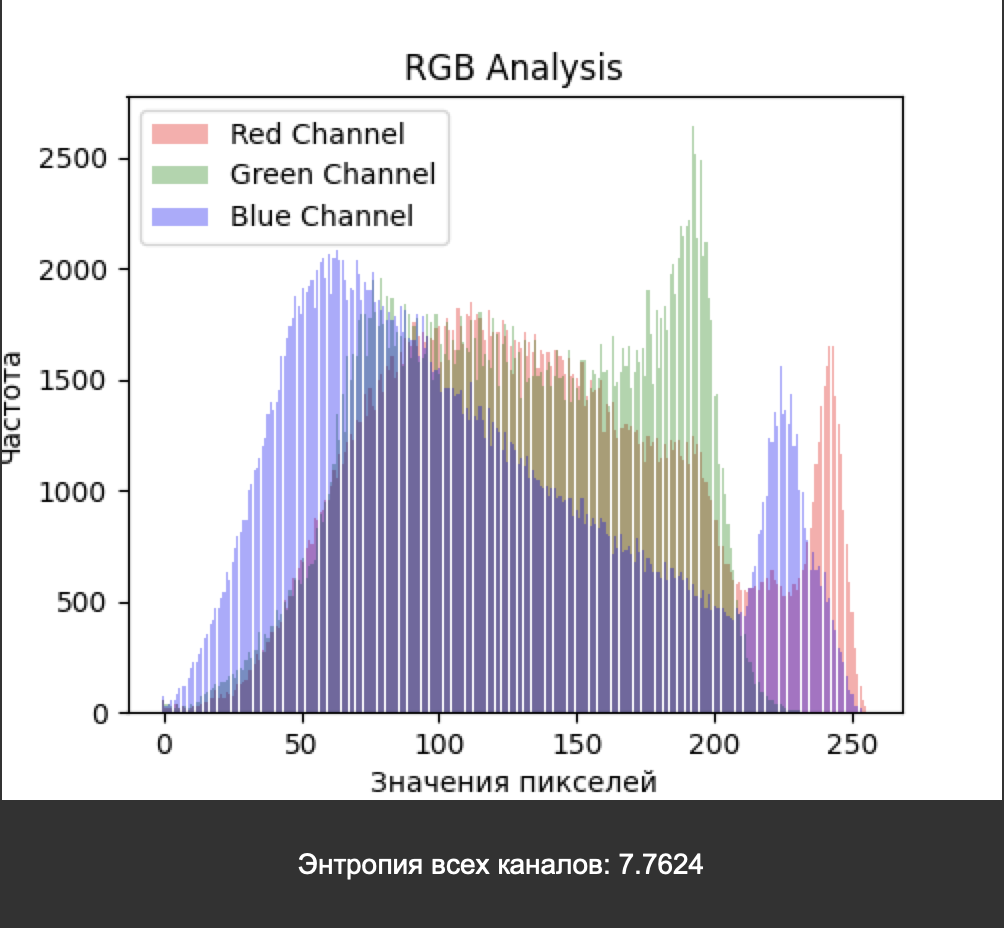 RGB Analysis
Red Channel
Green Channel
Blue Channel
2500
2000
1500
1000
500
0
Частота
0 50 100 150 200 250
Значения пикселей
Энтропия всех каналов: 7.7624